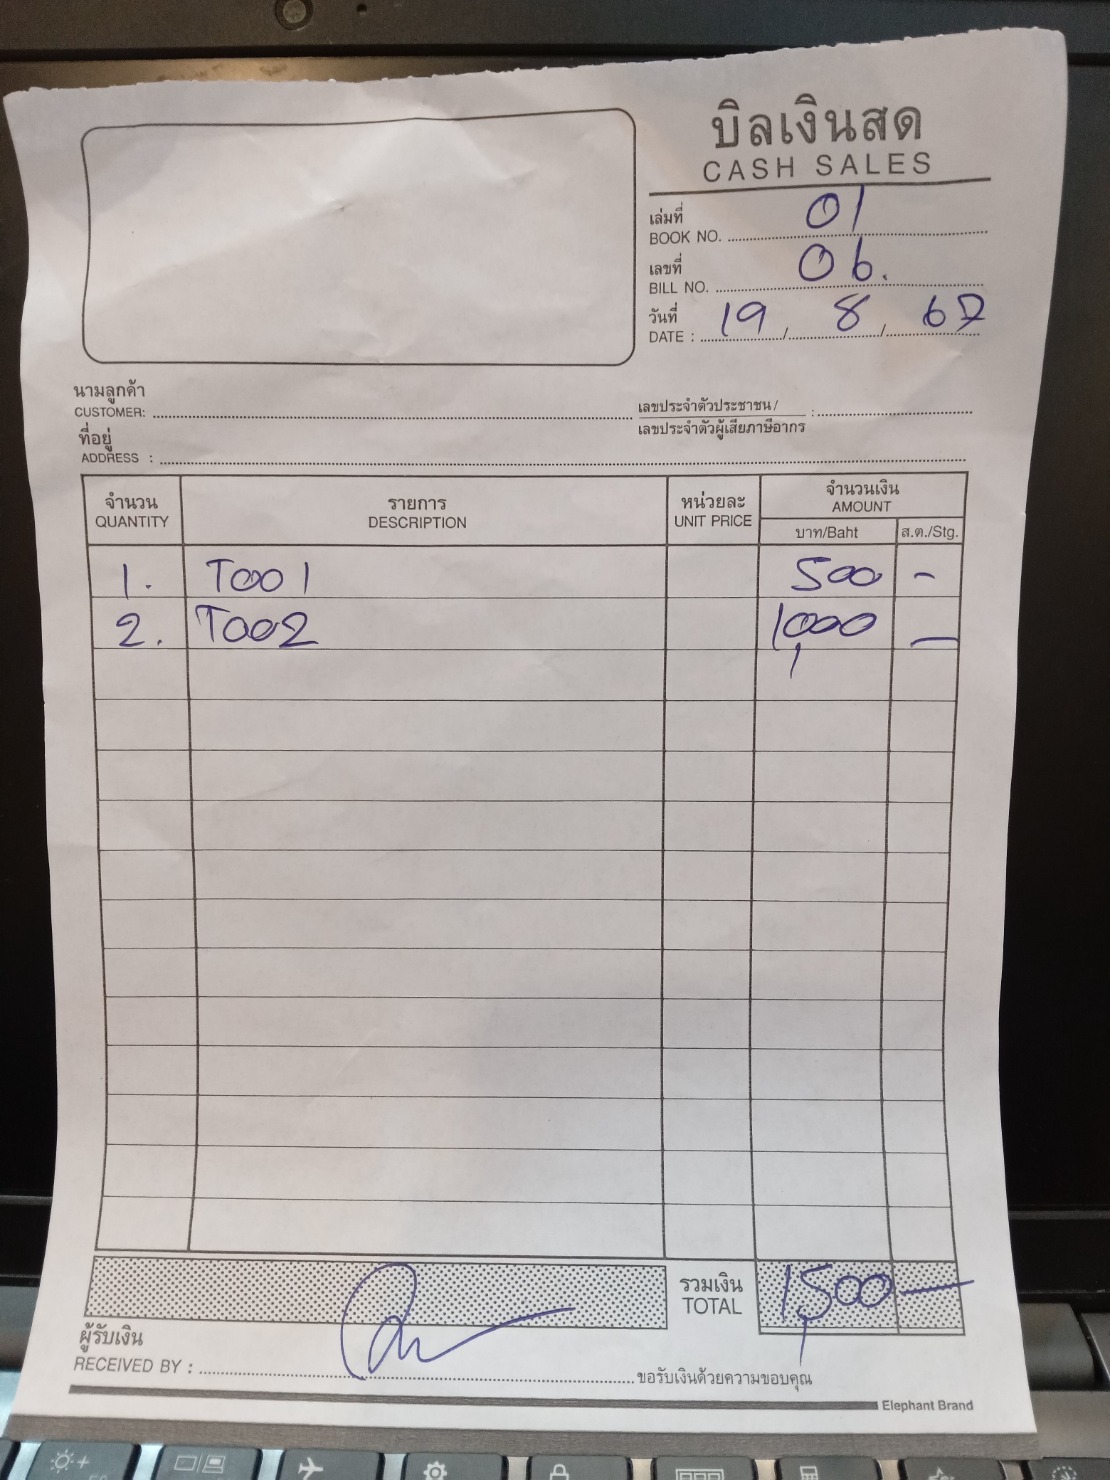 บิลเงินสด
CASH SALES
เล่มที่
BOOK NO. 01
เลขที่
BILL NO. 06.
วันที่
DATE : 19 / 8 / 67
นามลูกค้า
CUSTOMER:
เลขประจำตัวประชาชน / :
เลขประจำตัวผู้เสียภาษีอากร
ที่อยู่
ADDRESS :
จำนวน รายการ หน่วยละ จำนวนเงิน
QUANTITY DESCRIPTION UNIT PRICE AMOUNT
บาท/Baht ส.ต./Stg.
1. T001 500 -
2. T002 1,000 -
รวมเงิน
TOTAL 1,500 -
ผู้รับเงิน
RECEIVED BY : ขอรับเงินด้วยความขอบคุณ
Elephant Brand